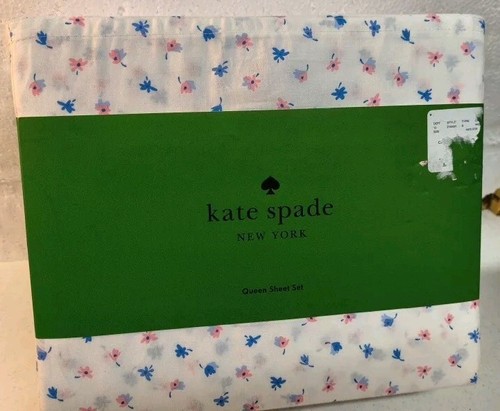 kate spade
NEW YORK
Queen Sheet Set